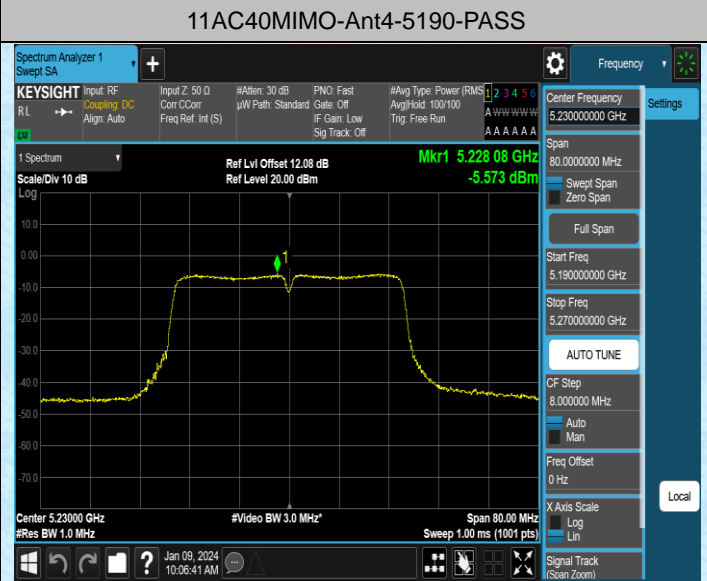 11AC40MIMO-Ant4-5190-PASS
Spectrum Analyzer 1
Swept SA
Frequency
KEYSIGHT
RL
Input: RF
Coupling: DC
Align: Auto
Input Z: 50 Ω
Corr CCorr
Freq Ref: Int (S)
#Atten: 30 dB
µW Path: Standard
PNO: Fast
Gate: Off
IF Gain: Low
Sig Track: Off
#Avg Type: Power (RMS
Avg|Hold: 100/100
Trig: Free Run
1 2 3 4 5 6
A W W W W W
A A A A A A
LXI
1 Spectrum
Scale/Div 10 dB
Ref Lvl Offset 12.08 dB
Ref Level 20.00 dBm
Mkr1 5.228 08 GHz
-5.573 dBm
Log
10.0
0.00
-10.0
-20.0
-30.0
-40.0
-50.0
-60.0
-70.0
1
Center 5.23000 GHz
#Res BW 1.0 MHz
#Video BW 3.0 MHz*
Span 80.00 MHz
Sweep 1.00 ms (1001 pts)
Jan 09, 2024
10:06:41 AM
?
Center Frequency
5.230000000 GHz
Span
80.0000000 MHz
Swept Span
Zero Span
Full Span
Start Freq
5.190000000 GHz
Stop Freq
5.270000000 GHz
AUTO TUNE
CF Step
8.000000 MHz
Auto
Man
Freq Offset
0 Hz
X Axis Scale
Log
Lin
Signal Track
(Span Zoom)
Settings
Local